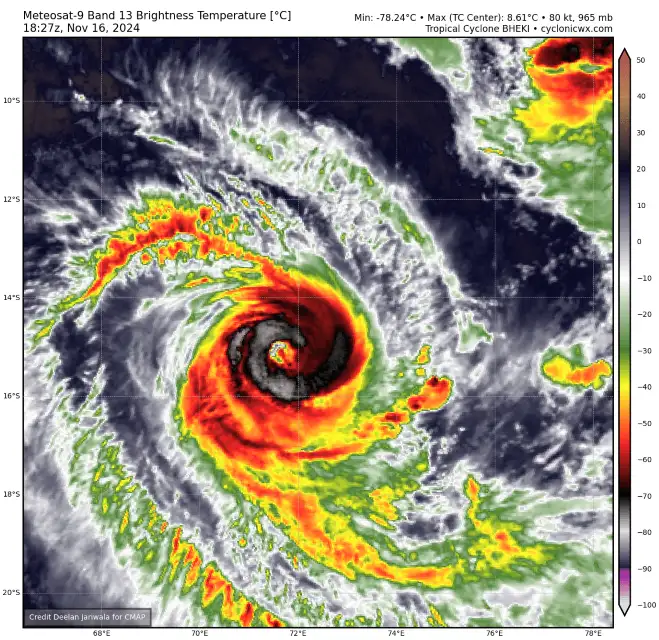 Meteosat-9 Band 13 Brightness Temperature [°C]
18:27z, Nov 16, 2024
Min: -78.24°C • Max (TC Center): 8.61°C • 80 kt, 965 mb
Tropical Cyclone BHEKI • cyclonicwx.com
50
40
30
20
10
0
−10
−20
−30
−40
−50
−60
−70
−80
−90
−100
10°S
12°S
14°S
16°S
18°S
20°S
Credit Deelan Jariwala for CMAP
68°E
70°E
72°E
74°E
76°E
78°E